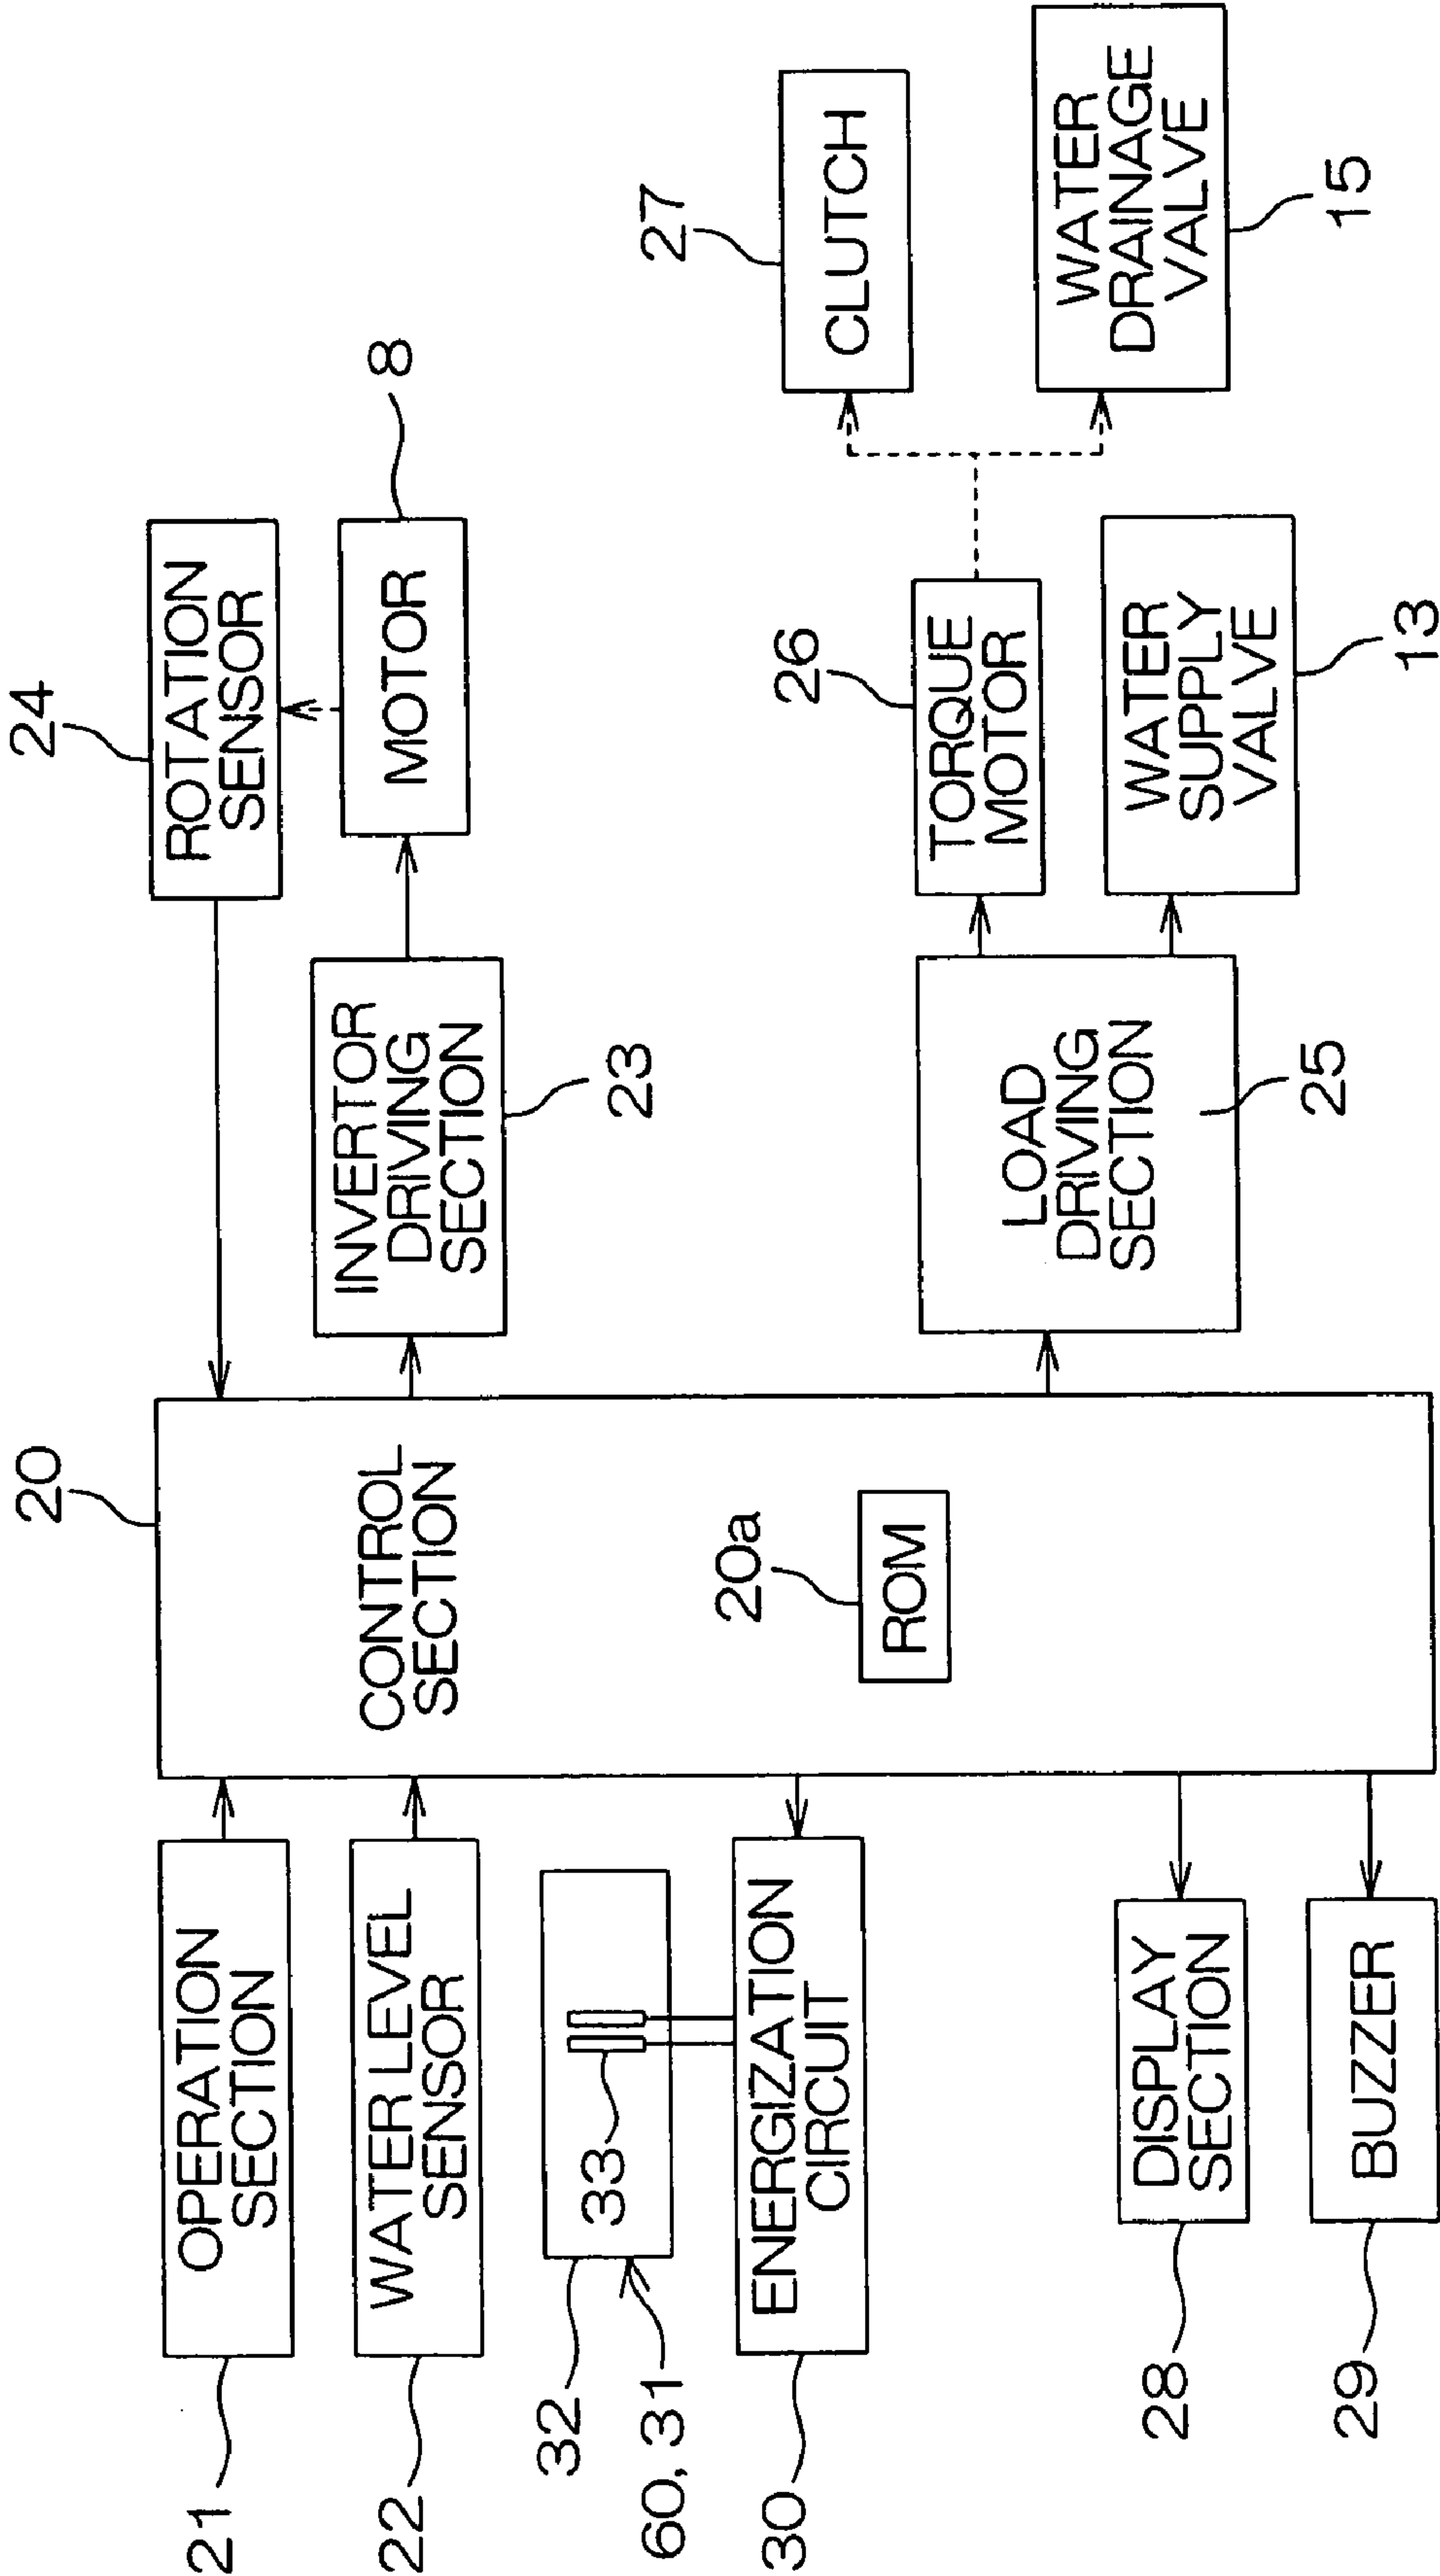 24
ROTATION
SENSOR
8
MOTOR
INVERTOR
DRIVING
SECTION
23
20
CONTROL
SECTION
20a
ROM
21
OPERATION
SECTION
22
WATER LEVEL
SENSOR
32
33
60, 31
30
ENERGIZATION
CIRCUIT
28
DISPLAY
SECTION
29
BUZZER
LOAD
DRIVING
SECTION
25
26
TORQUE
MOTOR
WATER
SUPPLY
VALVE
13
27
CLUTCH
WATER
DRAINAGE
VALVE
15